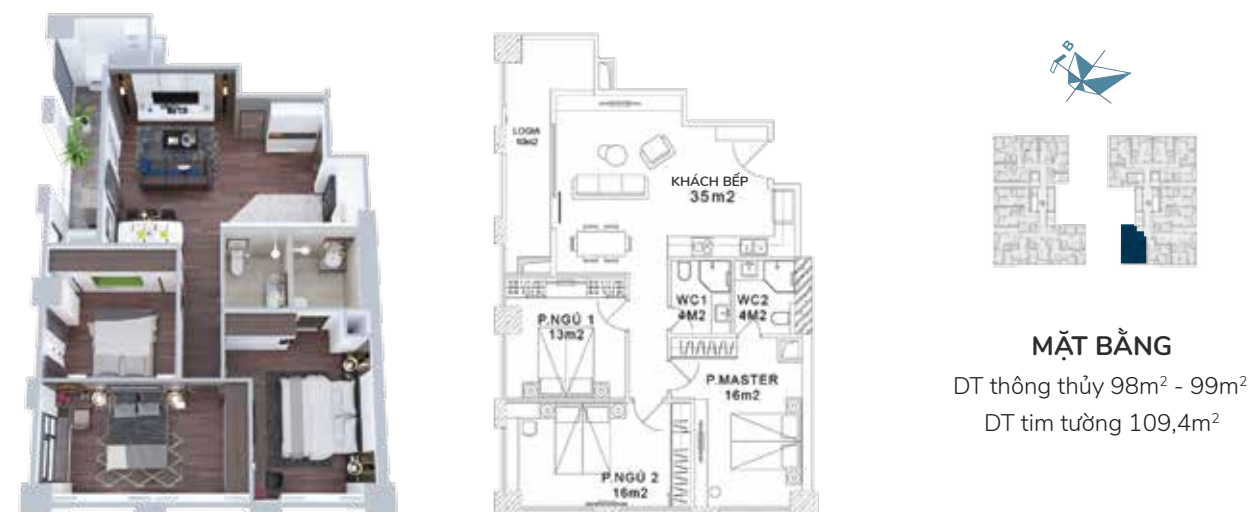 LOGIA
KHÁCH BẾP
35m2
WC1
4M2
WC2
4M2
P.NGỦ 1
13m2
P.MASTER
16m2
P.NGỦ 2
16m2
B
MẶT BẰNG
DT thông thủy 98m² - 99m²
DT tim tường 109,4m²